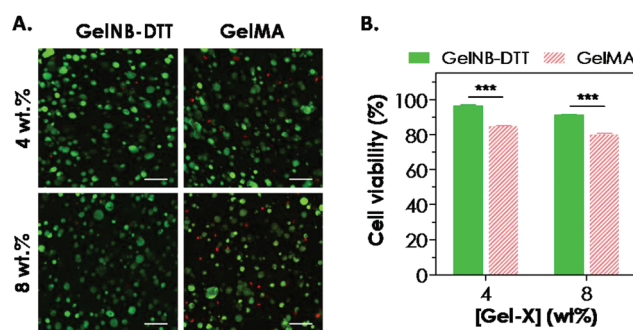 A.
GelNB-DTT GelMA
4 wt.%
8 wt.%
B.
GelNB-DTT GelMA
Cell viability (%)
100
80
60
40
20
0
***
***
4 8
[Gel-X] (wt%)